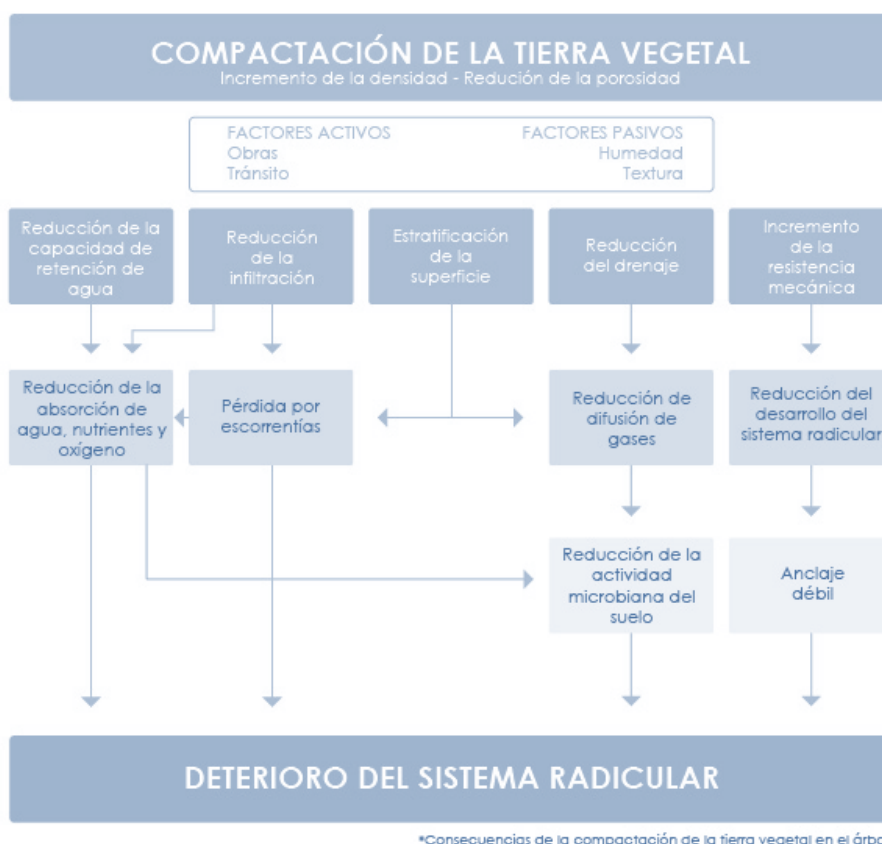 COMPACTACIÓN DE LA TIERRA VEGETAL
Incremento de la densidad - Redución de la porosidad
FACTORES ACTIVOS
Obras
Tránsito
FACTORES PASIVOS
Humedad
Textura
Reducción de la
capacidad de
retención de
agua
Reducción
de la
infiltración
Estratificación
de la
superficie
Reducción
del drenaje
Incremento
de la
resistencia
mecánica
Reducción de la
absorción de
agua, nutrientes y
oxígeno
Pérdida por
escorrentías
Reducción de
difusión de
gases
Reducción del
desarrollo del
sistema radicular
Reducción de la
actividad
microbiana del
suelo
Anclaje
débil
DETERIORO DEL SISTEMA RADICULAR
*Consecuencias de la compactación de la tierra vegetal en el árbo